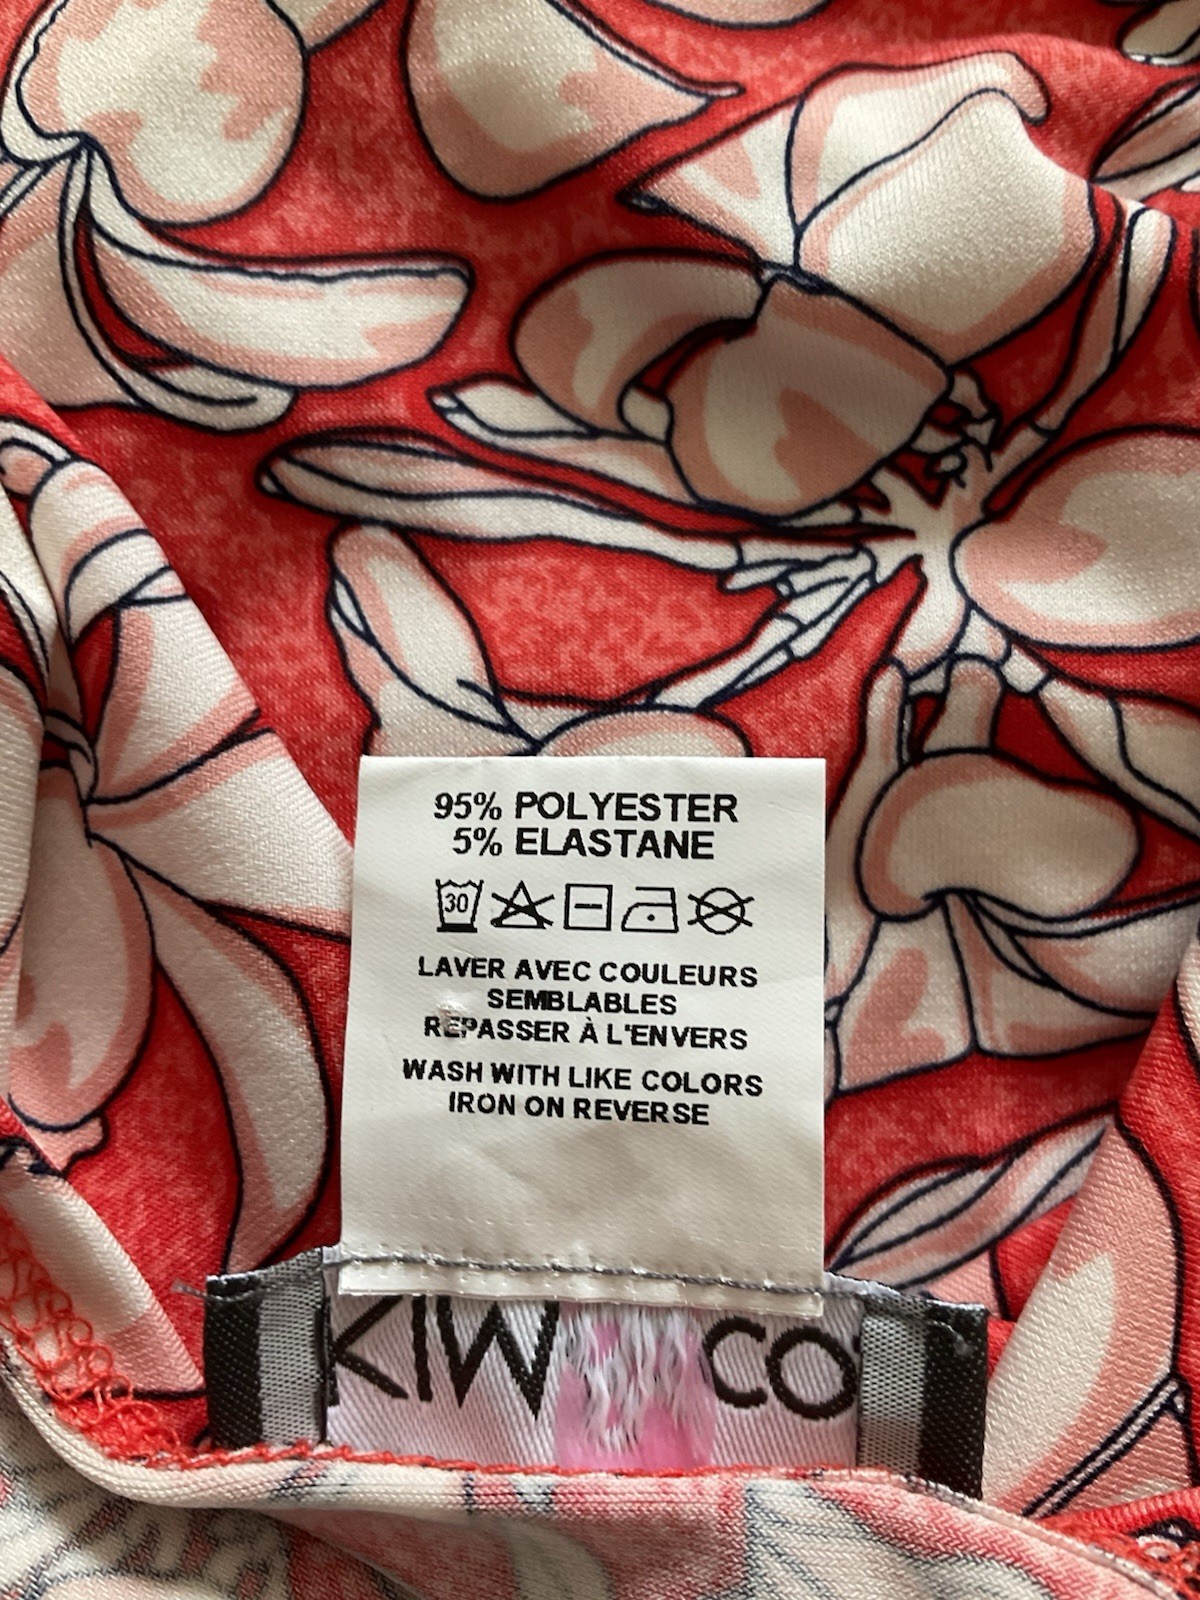 95% POLYESTER
5% ELASTANE
30
LAVER AVEC COULEURS
SEMBLABLES
REPASSER À L'ENVERS
WASH WITH LIKE COLORS
IRON ON REVERSE
KIW CO